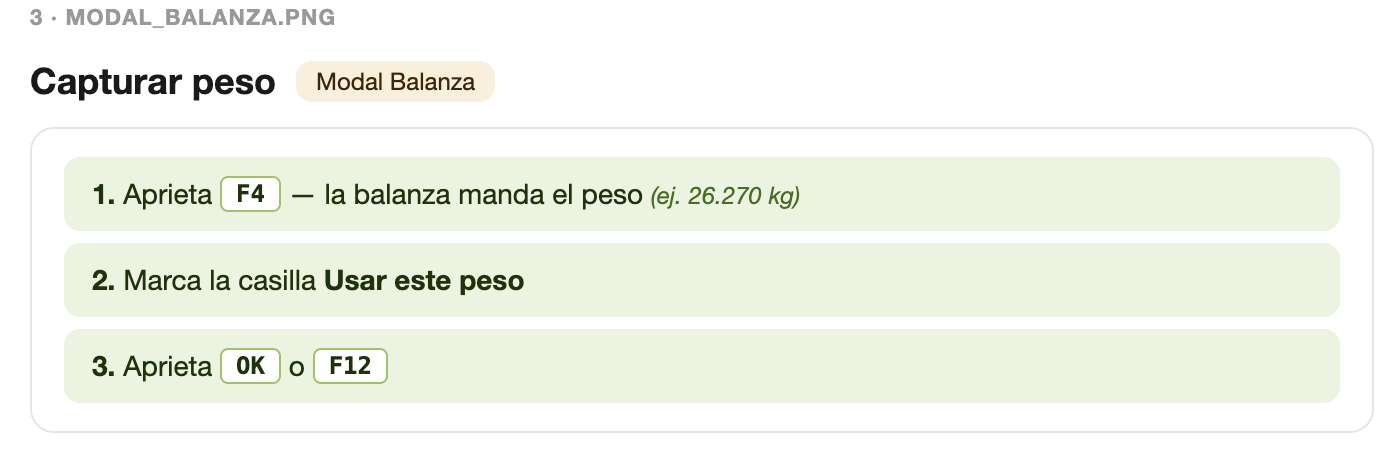 3 · MODAL_BALANZA.PNG
Capturar peso Modal Balanza
1. Aprieta F4 — la balanza manda el peso (ej. 26.270 kg)
2. Marca la casilla Usar este peso
3. Aprieta OK o F12